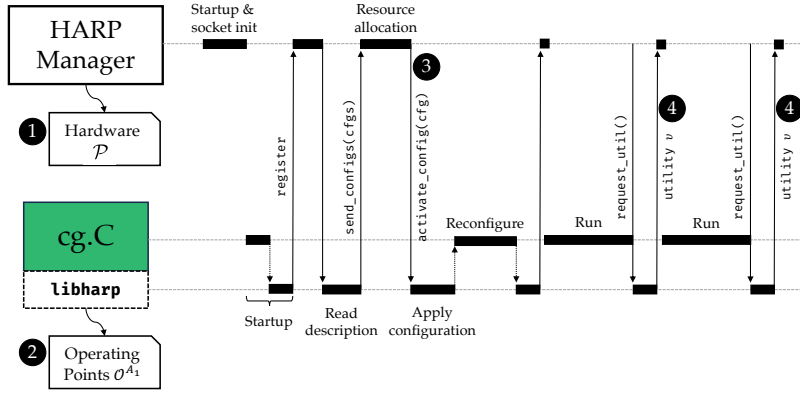 Startup &
& socket init
Resource
allocation
HARP
Manager
3
1
Hardware
𝒫
register
send_configs(cfgs)
activate_config(cfg)
request_util()
4
utility υ
request_util()
4
utility υ
cg.C
Reconfigure
Run
Run
libharp
Startup
Read
description
Apply
configuration
2
Operating
Points 𝒪^A₁